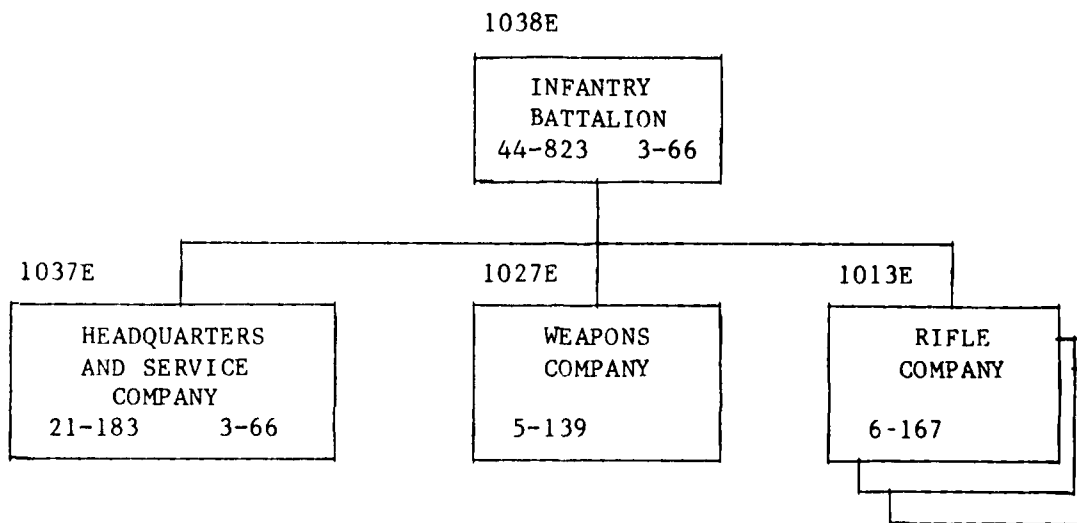 1038E
INFANTRY
BATTALION
44-823 3-66
1037E
HEADQUARTERS
AND SERVICE
COMPANY
21-183 3-66
1027E
WEAPONS
COMPANY
5-139
1013E
RIFLE
COMPANY
6-167